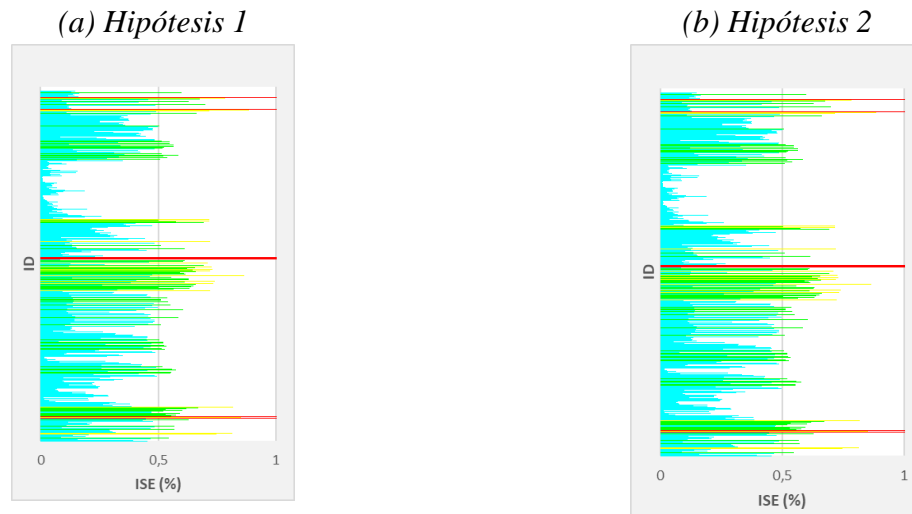 (a) Hipótesis 1
ID
0 0,5 1
ISE (%)
(b) Hipótesis 2
ID
0 0,5 1
ISE (%)